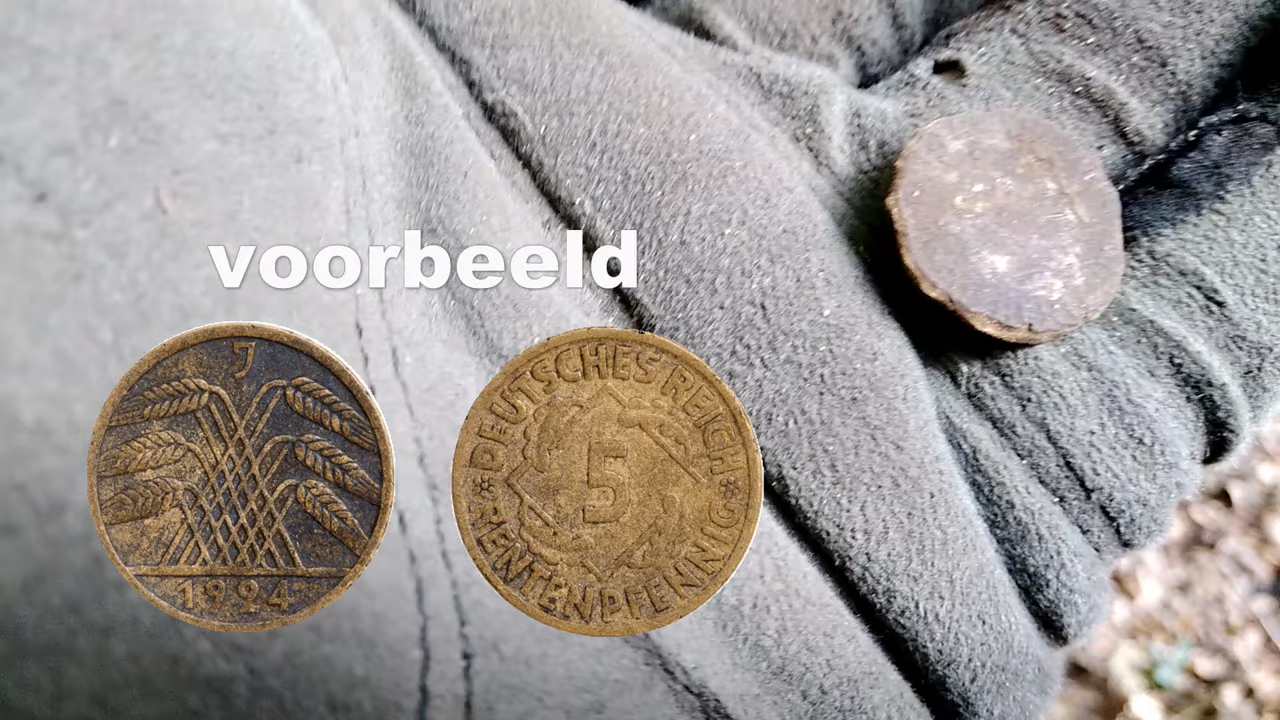 voorbeeld
J
1924
DEUTSCHES REICH
5
RENTENPFENNIG